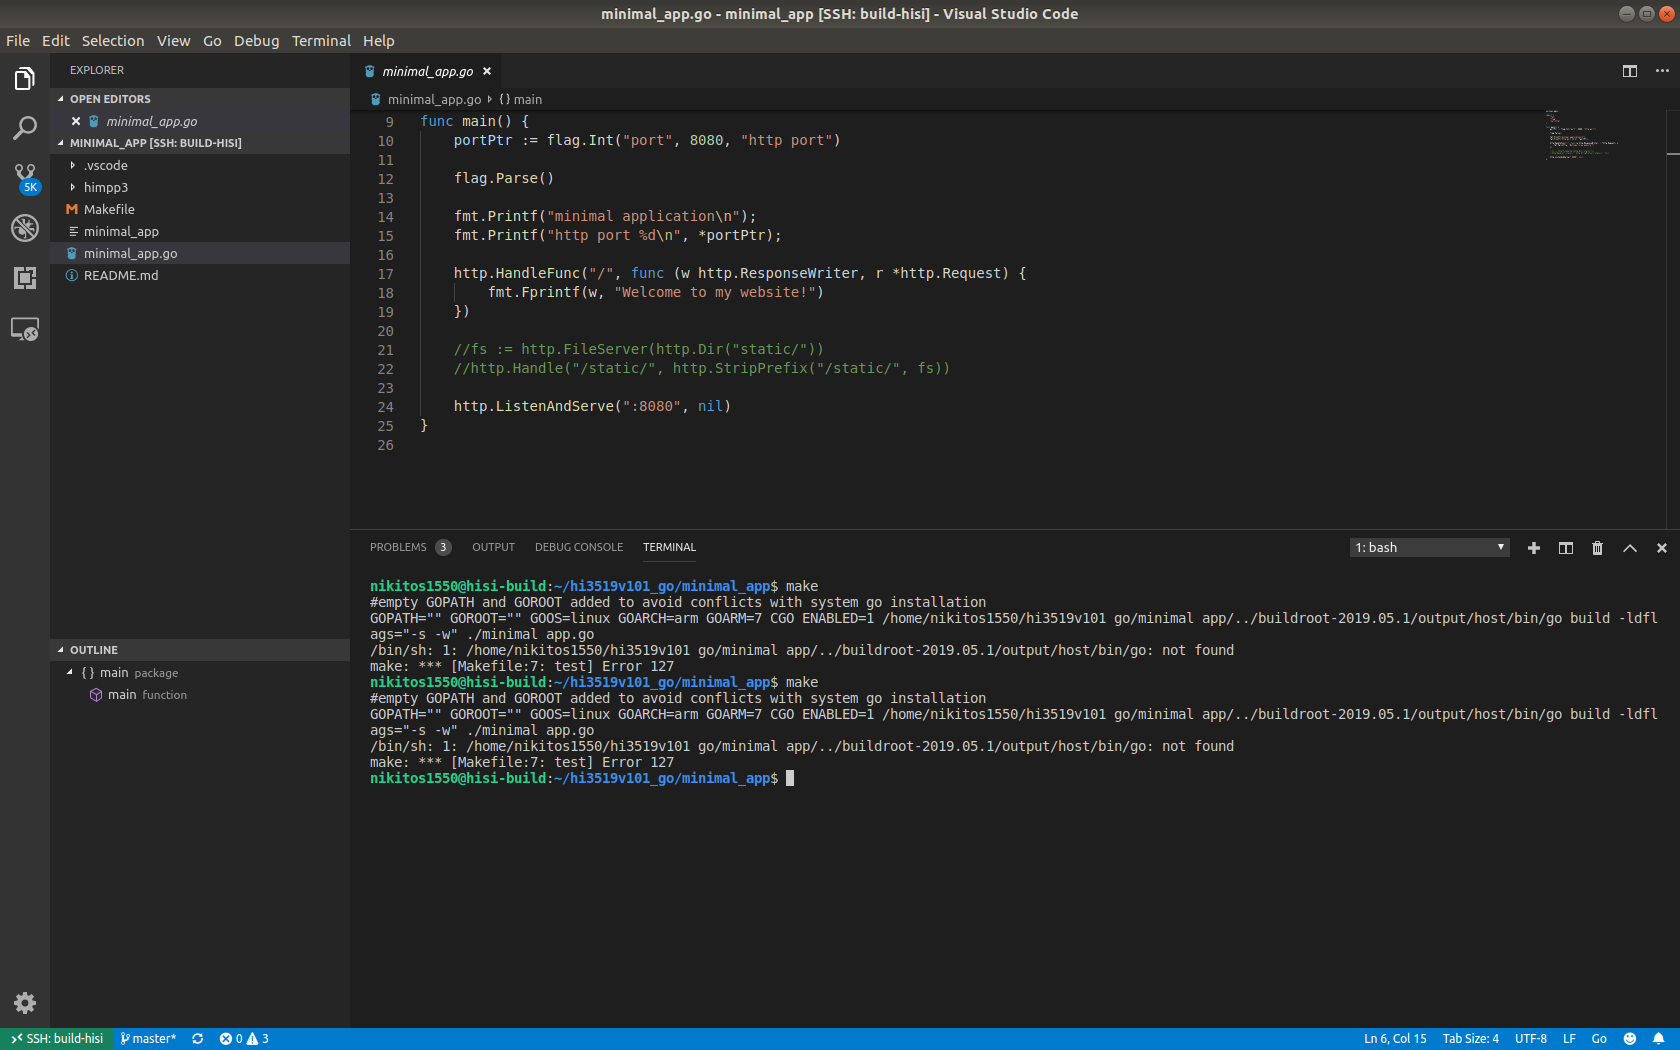 minimal_app.go - minimal_app [SSH: build-hisi] - Visual Studio Code
File Edit Selection View Go Debug Terminal Help
EXPLORER
OPEN EDITORS
minimal_app.go
MINIMAL_APP [SSH: BUILD-HISI]
.vscode
himpp3
Makefile
minimal_app
minimal_app.go
README.md
5K
OUTLINE
{ } main package
main function
minimal_app.go
minimal_app.go { } main
9 func main() {
10 portPtr := flag.Int("port", 8080, "http port")
11
12 flag.Parse()
13
14 fmt.Printf("minimal application\n");
15 fmt.Printf("http port %d\n", *portPtr);
16
17 http.HandleFunc("/", func (w http.ResponseWriter, r *http.Request) {
18 fmt.Fprintf(w, "Welcome to my website!")
19 })
20
21 //fs := http.FileServer(http.Dir("static/"))
22 //http.Handle("/static/", http.StripPrefix("/static/", fs))
23
24 http.ListenAndServe(":8080", nil)
25 }
26
PROBLEMS 3 OUTPUT DEBUG CONSOLE TERMINAL 1: bash
nikitos1550@hisi-build:~/hi3519v101_go/minimal_app$ make
#empty GOPATH and GOROOT added to avoid conflicts with system go installation
GOPATH="" GOROOT="" GOOS=linux GOARCH=arm GOARM=7 CGO ENABLED=1 /home/nikitos1550/hi3519v101 go/minimal app/../buildroot-2019.05.1/output/host/bin/go build -ldfl
ags="-s -w" ./minimal app.go
/bin/sh: 1: /home/nikitos1550/hi3519v101 go/minimal app/../buildroot-2019.05.1/output/host/bin/go: not found
make: *** [Makefile:7: test] Error 127
nikitos1550@hisi-build:~/hi3519v101_go/minimal_app$ make
#empty GOPATH and GOROOT added to avoid conflicts with system go installation
GOPATH="" GOROOT="" GOOS=linux GOARCH=arm GOARM=7 CGO ENABLED=1 /home/nikitos1550/hi3519v101 go/minimal app/../buildroot-2019.05.1/output/host/bin/go build -ldfl
ags="-s -w" ./minimal app.go
/bin/sh: 1: /home/nikitos1550/hi3519v101 go/minimal app/../buildroot-2019.05.1/output/host/bin/go: not found
make: *** [Makefile:7: test] Error 127
nikitos1550@hisi-build:~/hi3519v101_go/minimal_app$
SSH: build-hisi master* 0 3 Ln 6, Col 15 Tab Size: 4 UTF-8 LF Go